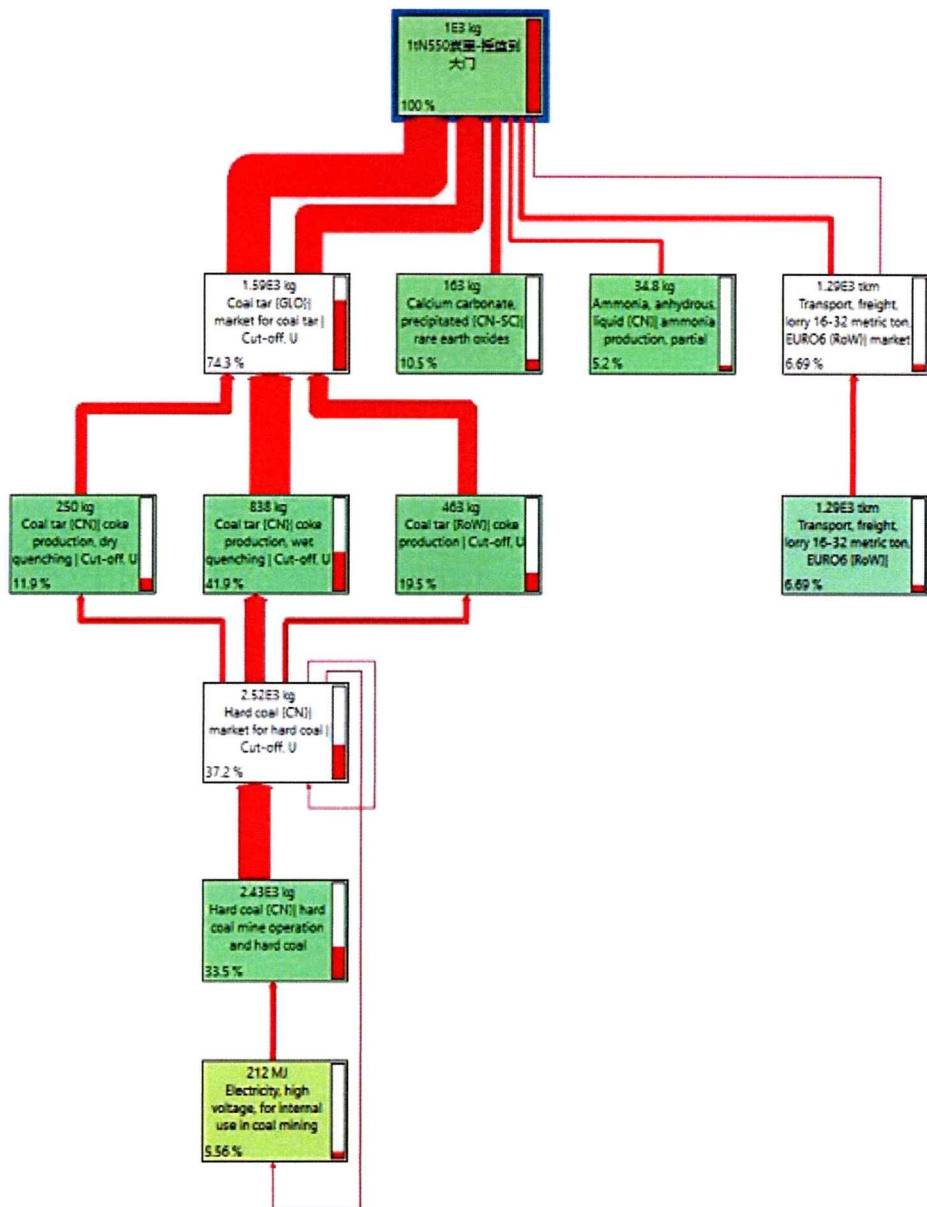 1E3 kg
1tN550炭黑-摇篮到
大门
100 %
1.59E3 kg
Coal tar {GLO}|
market for coal tar |
Cut-off, U
74.3 %
163 kg
Calcium carbonate,
precipitated {CN-SC}|
rare earth oxides
10.5 %
34.8 kg
Ammonia, anhydrous,
liquid {CN}| ammonia
production, partial
5.2 %
1.29E3 tkm
Transport, freight,
lorry 16-32 metric ton,
EURO6 {RoW}| market
6.69 %
250 kg
Coal tar {CN}| coke
production, dry
quenching | Cut-off, U
11.9 %
838 kg
Coal tar {CN}| coke
production, wet
quenching | Cut-off, U
41.9 %
463 kg
Coal tar {RoW}| coke
production | Cut-off, U
19.5 %
1.29E3 tkm
Transport, freight,
lorry 16-32 metric ton,
EURO6 {RoW}|
6.69 %
2.52E3 kg
Hard coal {CN}|
market for hard coal |
Cut-off, U
37.2 %
2.43E3 kg
Hard coal {CN}| hard
coal mine operation
and hard coal
33.5 %
212 MJ
Electricity, high
voltage, for internal
use in coal mining
5.56 %